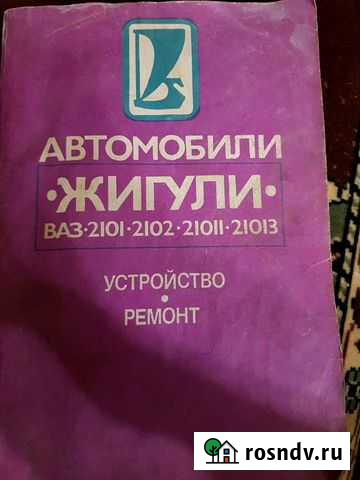 АВТОМОБИЛИ
•ЖИГУЛИ•
ВАЗ•2101•2102•21011•21013
УСТРОЙСТВО
•
РЕМОНТ
rosndv.ru